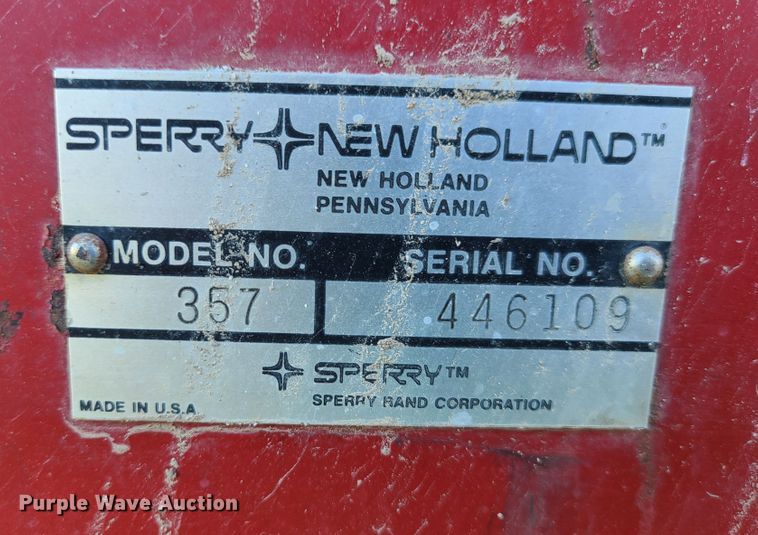 SPERRY NEW HOLLAND™
NEW HOLLAND
PENNSYLVANIA
MODEL NO. SERIAL NO.
357 446109
SPERRY™
MADE IN U.S.A SPERRY RAND CORPORATION
Purple Wave Auction